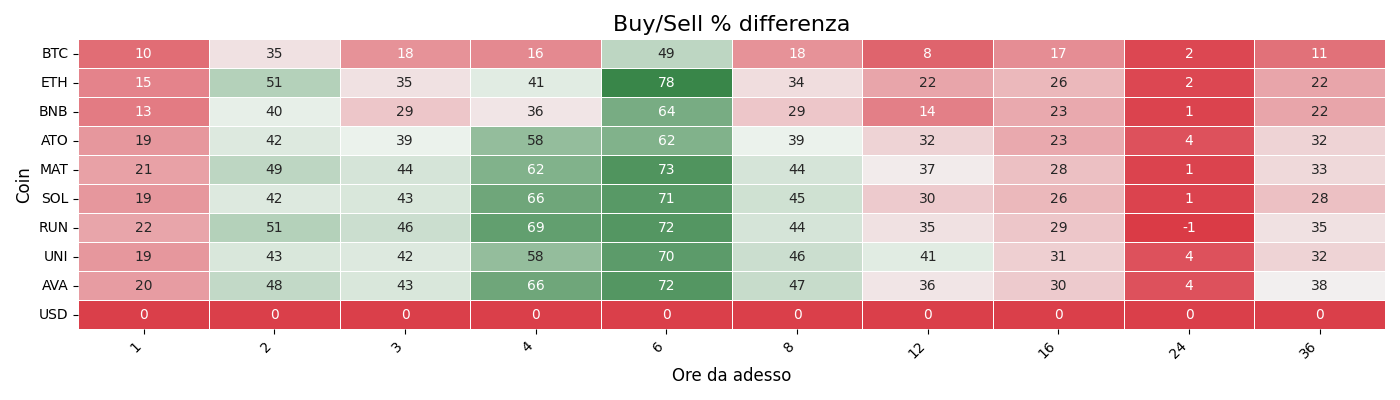 Buy/Sell % differenza
Coin
BTC 10 35 18 16 49 18 8 17 2 11
ETH 15 51 35 41 78 34 22 26 2 22
BNB 13 40 29 36 64 29 14 23 1 22
ATO 19 42 39 58 62 39 32 23 4 32
MAT 21 49 44 62 73 44 37 28 1 33
SOL 19 42 43 66 71 45 30 26 1 28
RUN 22 51 46 69 72 44 35 29 -1 35
UNI 19 43 42 58 70 46 41 31 4 32
AVA 20 48 43 66 72 47 36 30 4 38
USD 0 0 0 0 0 0 0 0 0 0
1 2 3 4 6 8 12 16 24 36
Ore da adesso